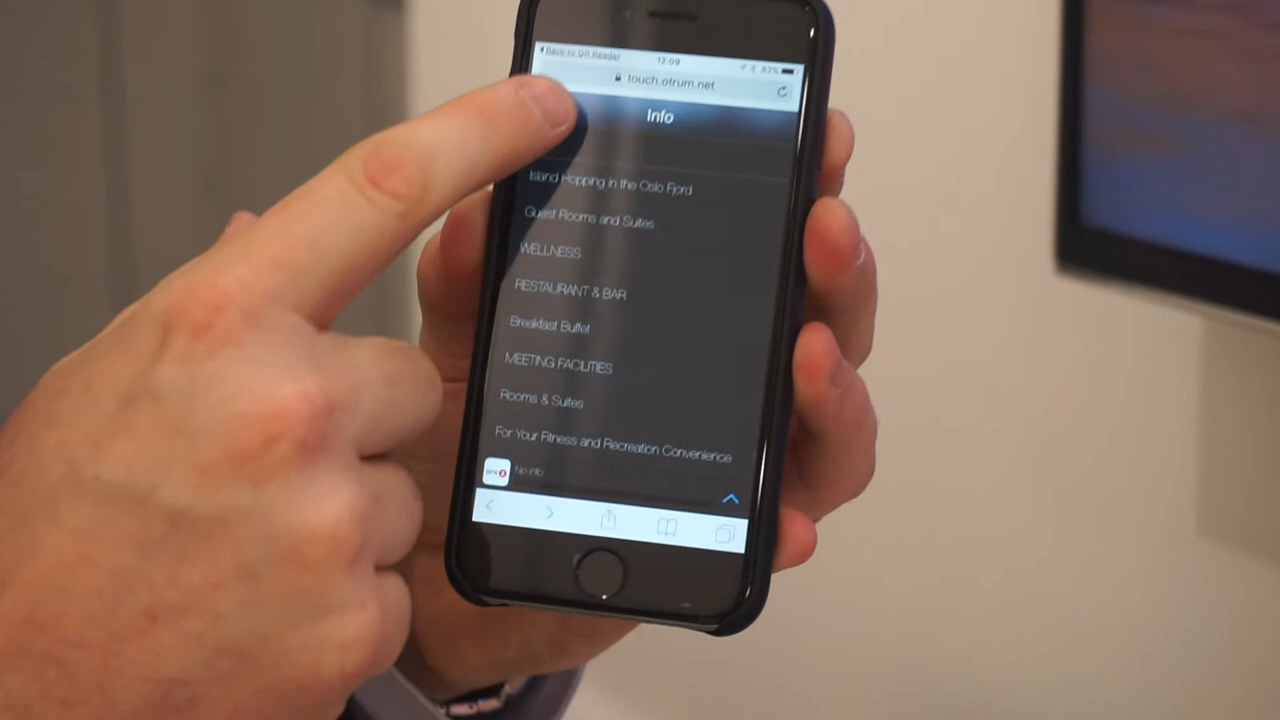 Back to QR Reader
12:09
83%
touch.otrum.net
Info
Island Hopping in the Oslo Fjord
Guest Rooms and Suites
WELLNESS
RESTAURANT & BAR
Breakfast Buffet
MEETING FACILITIES
Rooms & Suites
For Your Fitness and Recreation Convenience
No info